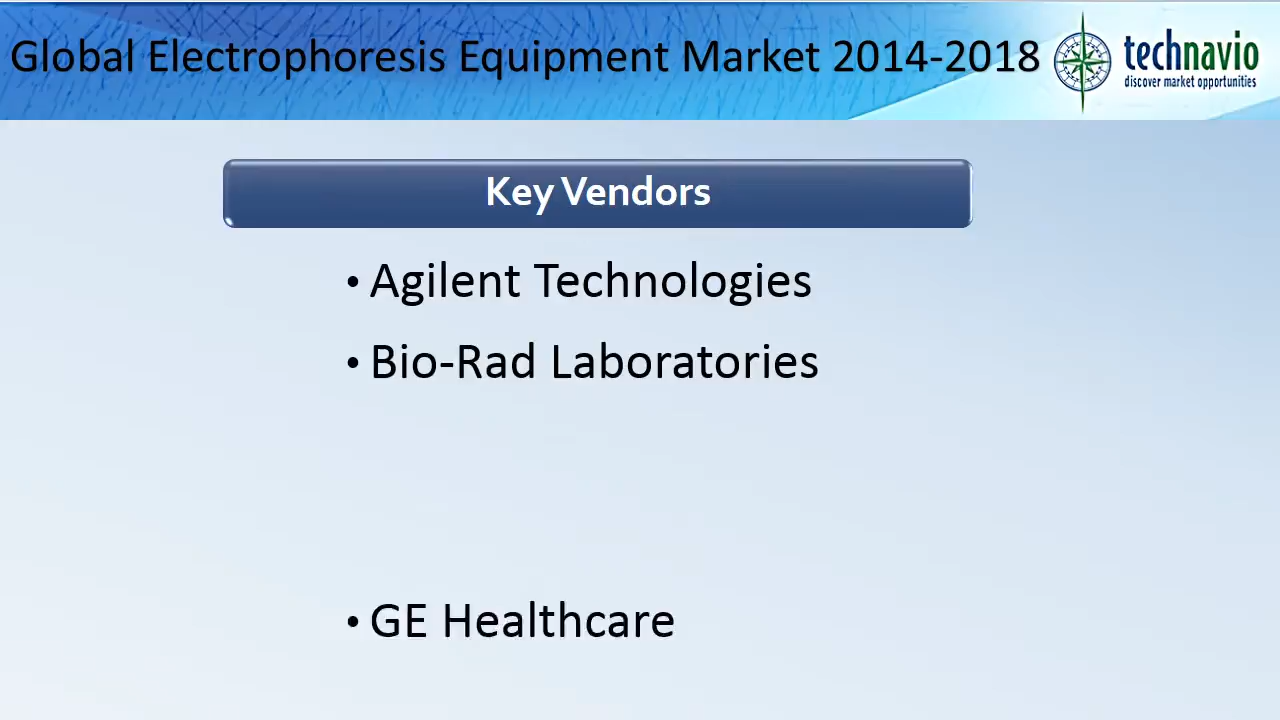 Global Electrophoresis Equipment Market 2014-2018
technavio
discover market opportunities
Key Vendors
• Agilent Technologies
• Bio-Rad Laboratories
• GE Healthcare